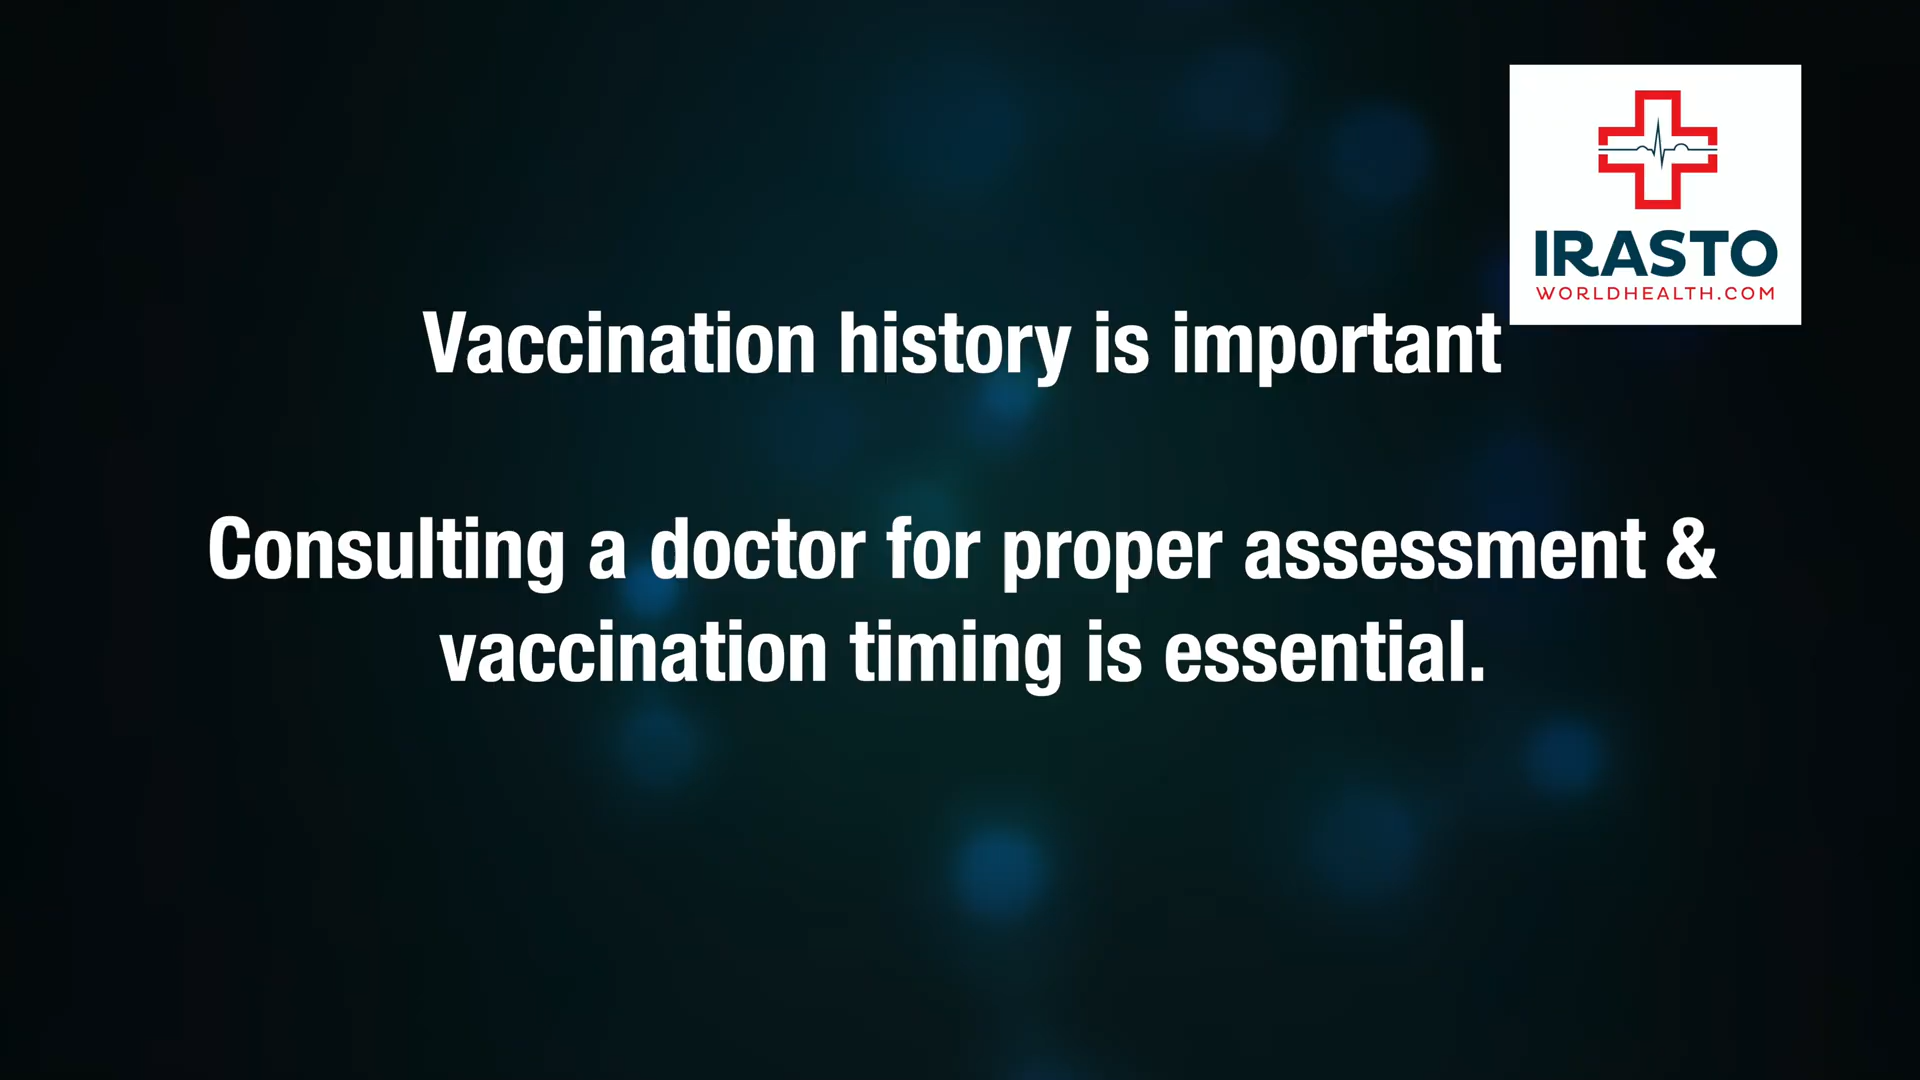 IRASTO
WORLDHEALTH.COM
Vaccination history is important
Consulting a doctor for proper assessment &
vaccination timing is essential.